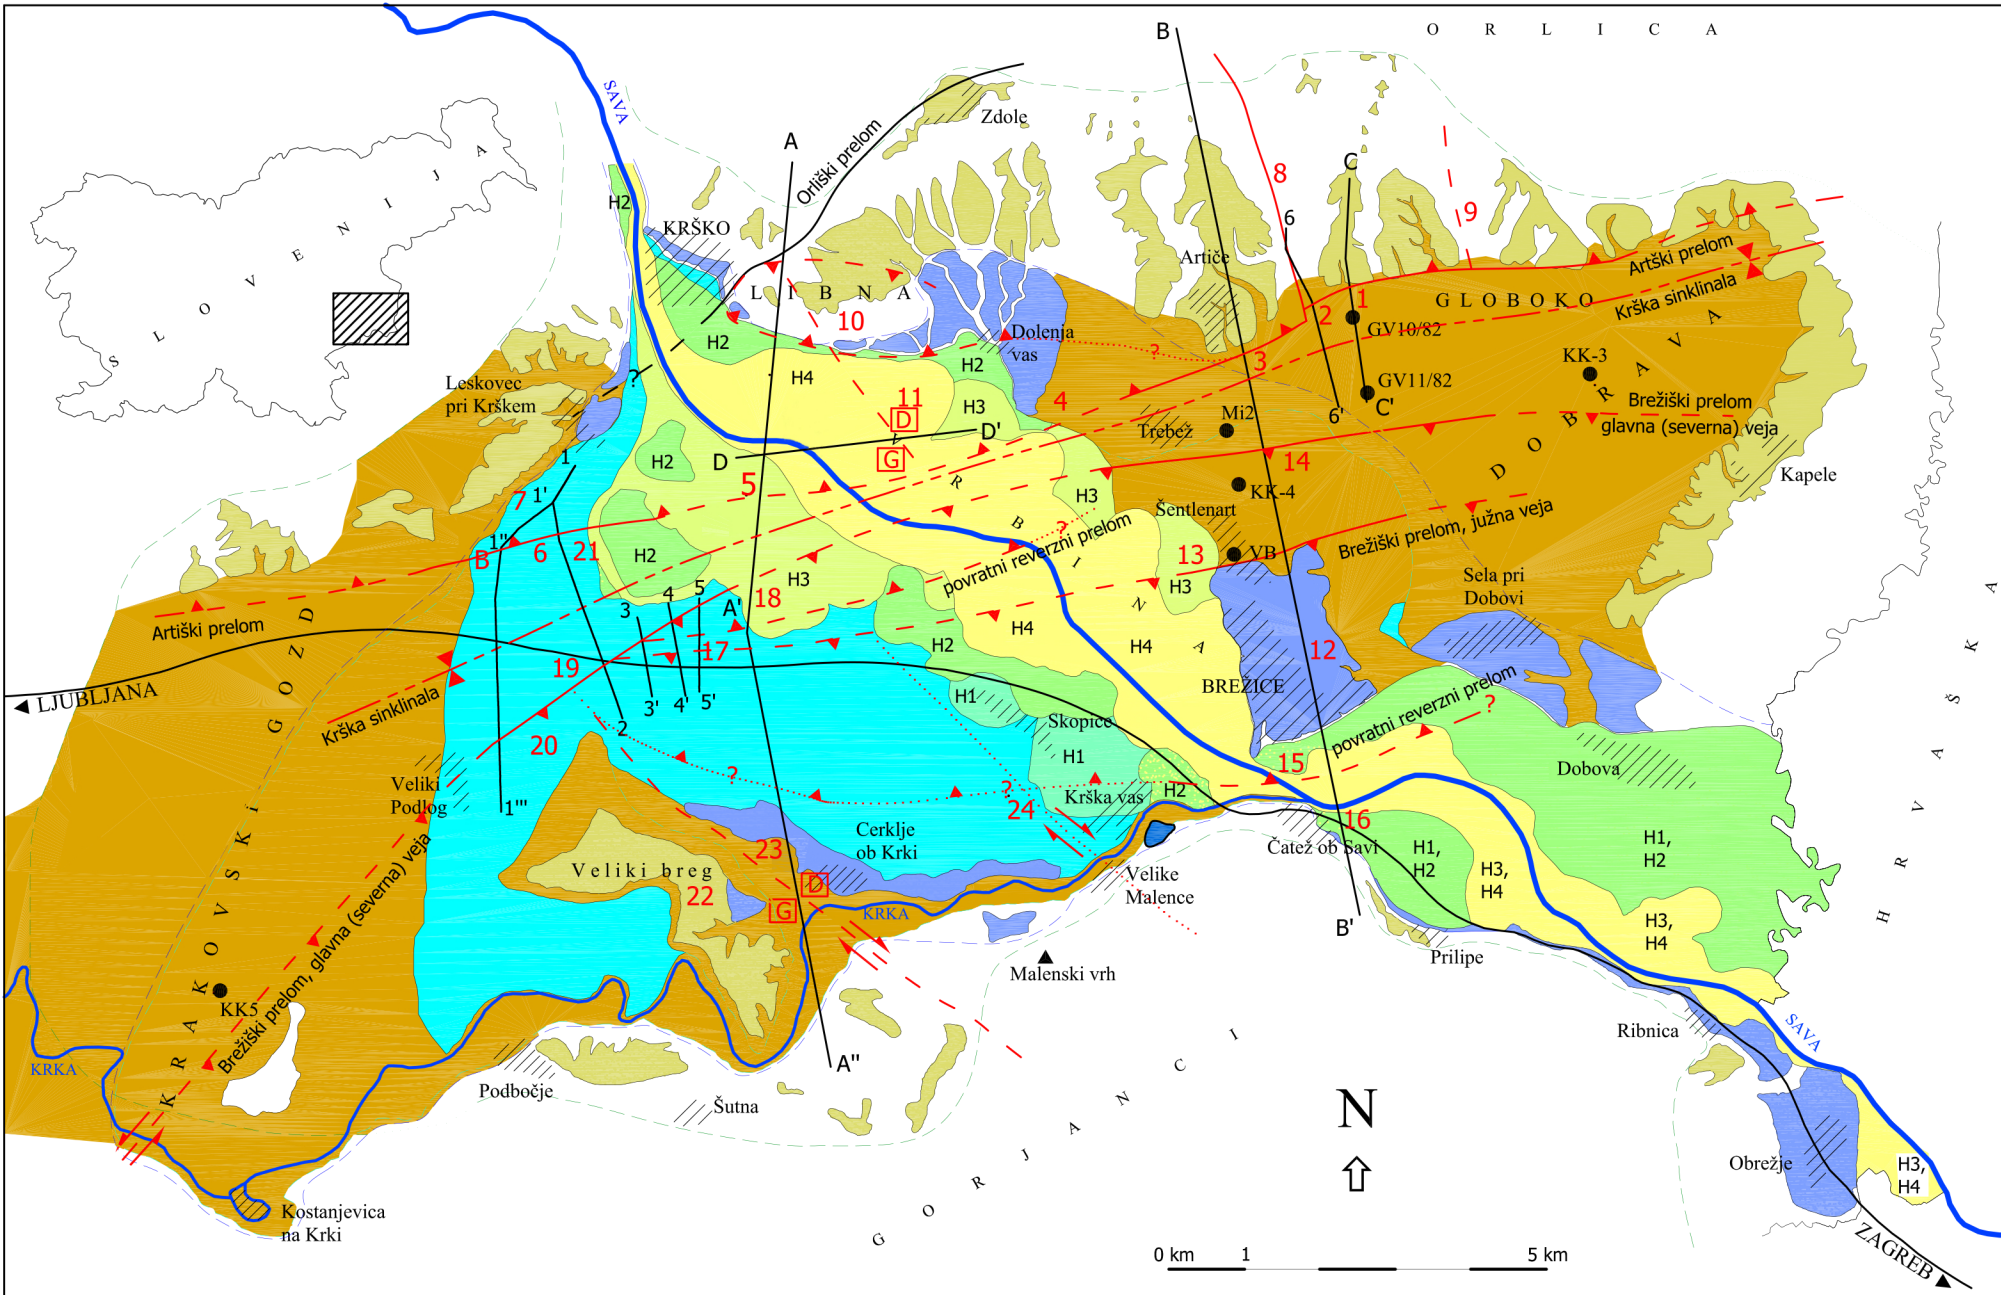 B
O R L I C A
SAVA
Zdole
A
Orliški prelom
C
8
S L O V E N I J A
H2
KRŠKO
6
9
Artiče
Artški prelom
Krška sinklinala
L I B N A
GLOBOKO
1
2
10
GV10/82
H2
Dolenja
vas
?
3
KK-3
H2
H4
?
Leskovec
pri Krškem
GV11/82
C'
11
D
H3
4
6'
Mi2
Brežiški prelom
glavna (severna) veja
Trebež
D'
V R B I N A
G
D
H2
1
14
Kapele
D O B R A V A
5
KK-4
1'
7
H3
Šentlenart
?
povratni reverzni prelom
Brežiški prelom, južna veja
1"
B
6
21
H2
13
VB
H3
H3
Sela pri
Dobovi
5
4
3
A'
18
Artiški prelom
H4
H2
H4
17
19
12
BREŽICE
LJUBLJANA
Krška sinklinala
3'
4'
5'
H1
2
Skopice
povratni reverzni prelom
?
20
H1
15
Dobova
Veliki
Podlog
?
?
24
Krška vas
H2
1'''
16
Čatež ob Savi
Cerklje
ob Krki
23
H1,
H2
H1,
H2
Veliki breg
22
D
G
KRKA
Velike
Malence
H3,
H4
B'
H3,
H4
Prilipe
Malenski vrh
KK5
Brežiški prelom, glavna (severna) veja
K R A K O V S K I G O Z D
H R V A Š K A
Ribnica
SAVA
KRKA
A"
Podbočje
Šutna
G O R J A N C I
N
Obrežje
H3,
H4
Kostanjevica
na Krki
0 km 1 5 km
ZAGREB